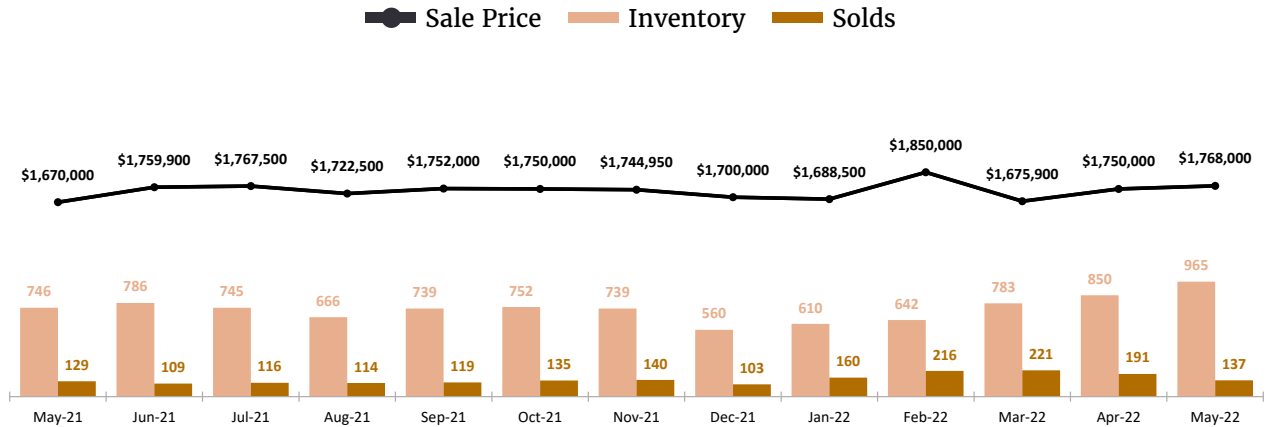 Sale Price Inventory Solds
$1,670,000 $1,759,900 $1,767,500 $1,722,500 $1,752,000 $1,750,000 $1,744,950 $1,700,000 $1,688,500 $1,850,000 $1,675,900 $1,750,000 $1,768,000
746 786 745 666 739 752 739 560 610 642 783 850 965
129 109 116 114 119 135 140 103 160 216 221 191 137
May-21 Jun-21 Jul-21 Aug-21 Sep-21 Oct-21 Nov-21 Dec-21 Jan-22 Feb-22 Mar-22 Apr-22 May-22